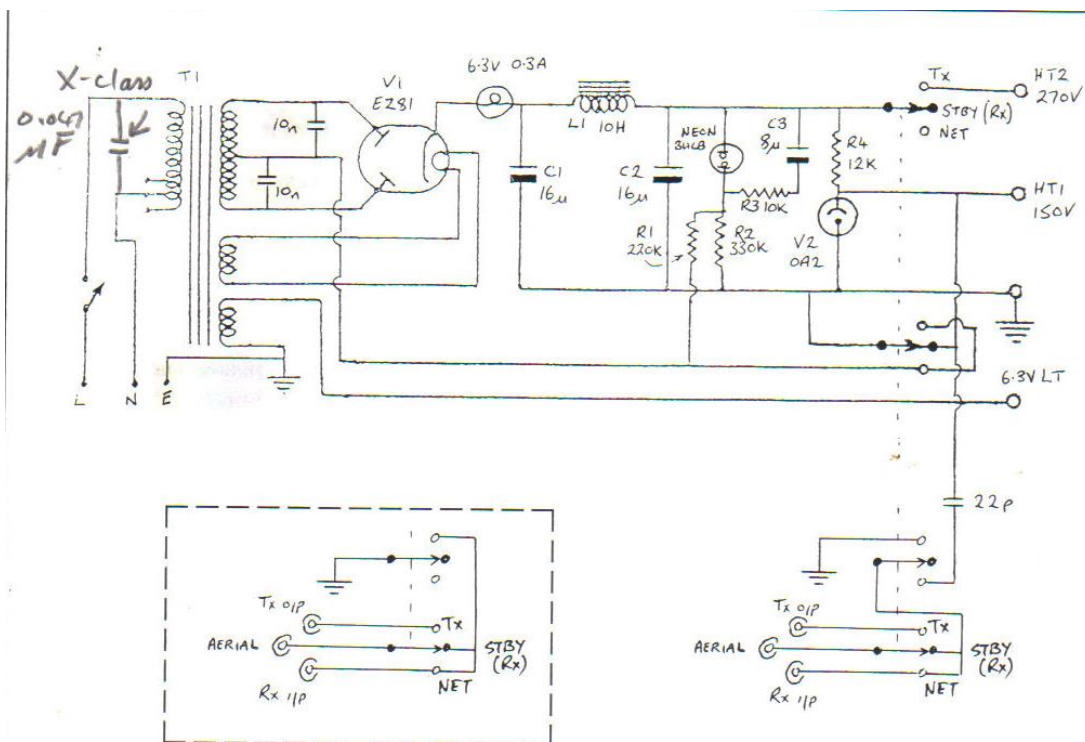 X-class
0.047
µF
T1
10n
10n
V1
EZ81
6.3V 0.3A
L1 10H
C1
16µ
C2
16µ
NEON
3HLB
C3
8µ
R3 10K
R1
220K
R2
330K
R4
12K
V2
OA2
Tx
STBY (Rx)
NET
HT2
270V
HT1
150V
6.3V LT
L N E
22p
Tx O/P
AERIAL
Rx I/P
Tx
STBY
(Rx)
NET
Tx O/P
AERIAL
Rx I/P
Tx
STBY
(Rx)
NET